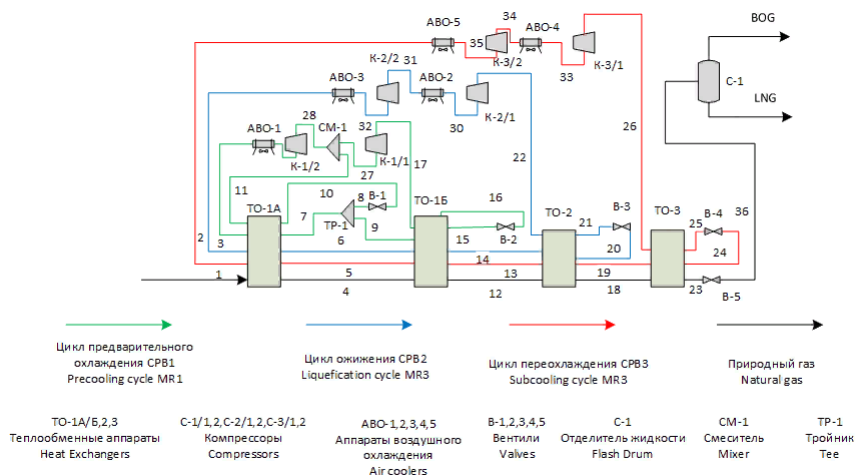 34
BOG
АВО-5
АВО-4
35
К-3/2
К-2/2
31
33
К-3/1
С-1
АВО-3
АВО-2
LNG
28
К-2/1
АВО-1
СМ-1
32
30
26
К-1/2
К-1/1
27
17
22
11
10
В-1
ТО-1А
8
ТО-1Б
16
В-3
ТО-2
ТО-3
В-4
36
7
ТР-1
9
21
25
2
3
6
15
В-2
20
24
14
1
5
13
19
23
В-5
4
12
18
Цикл предварительного охлаждения СРВ1
Precooling cycle MR1
Цикл ожижения СРВ2
Liquefication cycle MR3
Цикл переохлаждения СРВ3
Subcooling cycle MR3
Природный газ
Natural gas
ТО-1А/Б,2,3
Теплообменные аппараты
Heat Exchangers
С-1/1,2,С-2/1,2,С-3/1,2
Компрессоры
Compressors
АВО-1,2,3,4,5
Аппараты воздушного
охлаждения
Air coolers
В-1,2,3,4,5
Вентили
Valves
С-1
Отделитель жидкости
Flash Drum
СМ-1
Смеситель
Mixer
ТР-1
Тройник
Tee